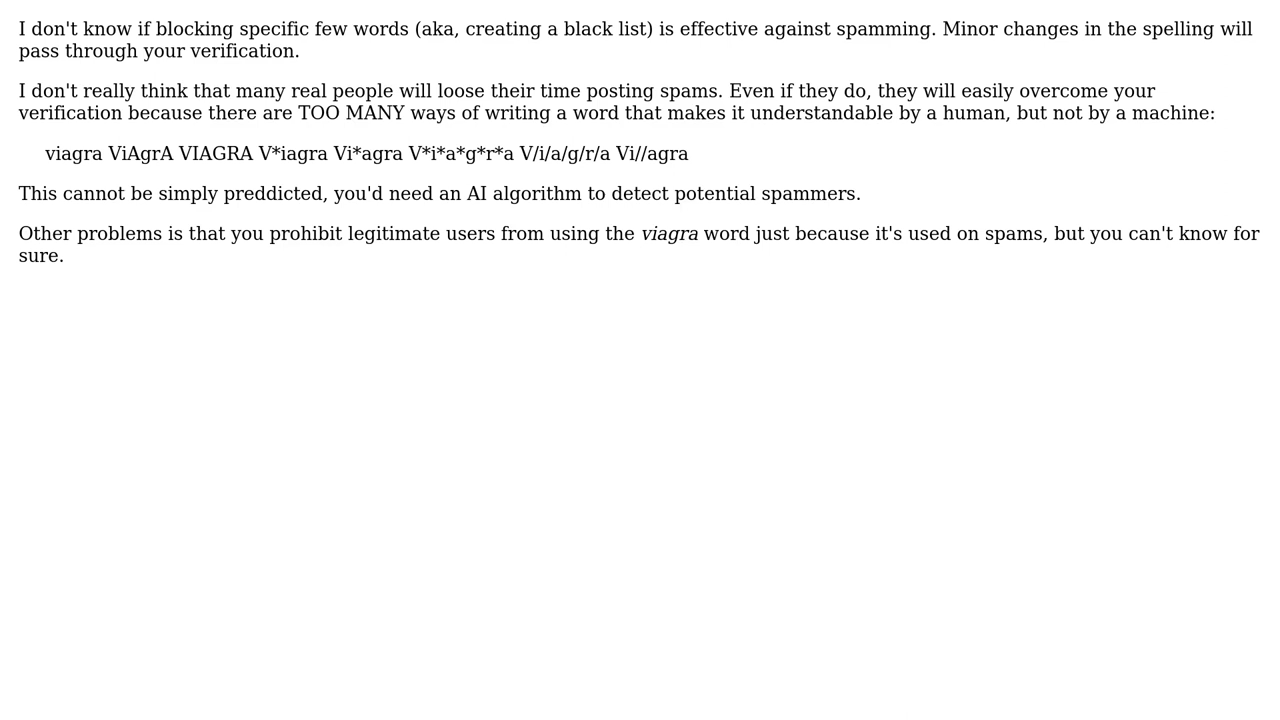 I don't know if blocking specific few words (aka, creating a black list) is effective against spamming. Minor changes in the spelling will
pass through your verification.
I don't really think that many real people will loose their time posting spams. Even if they do, they will easily overcome your
verification because there are TOO MANY ways of writing a word that makes it understandable by a human, but not by a machine:
viagra ViAgrA VIAGRA V*iagra Vi*agra V*i*a*g*r*a V/i/a/g/r/a Vi//agra
This cannot be simply preddicted, you'd need an AI algorithm to detect potential spammers.
Other problems is that you prohibit legitimate users from using the viagra word just because it's used on spams, but you can't know for
sure.